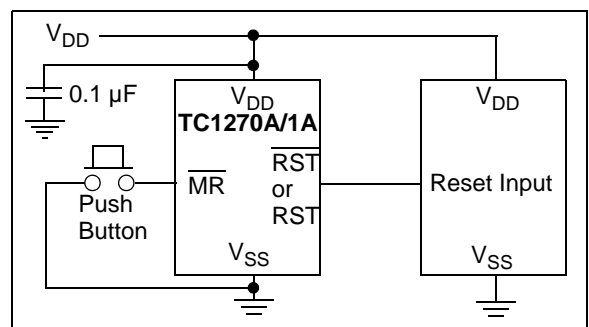 VDD
0.1 µF
VDD
TC1270A/1A
MR
RST
or
RST
Push
Button
VSS
VDD
Reset Input
VSS